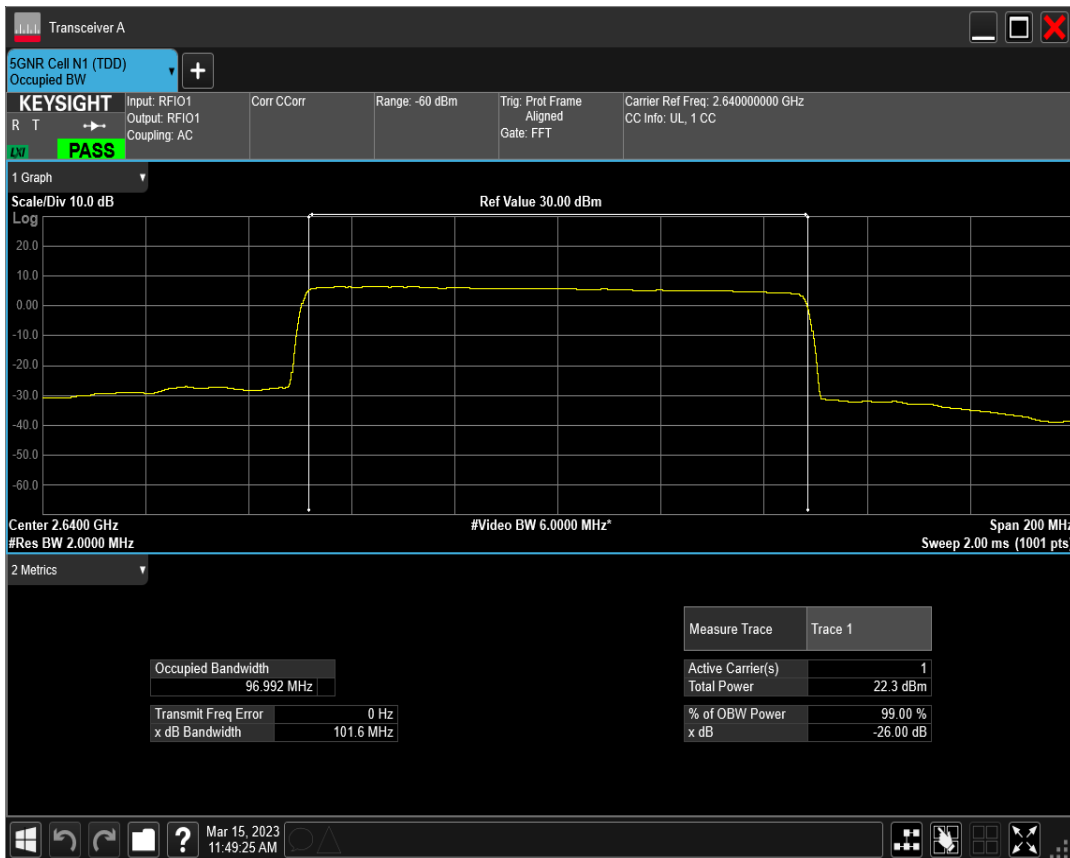 Transceiver A
5GNR Cell N1 (TDD)
Occupied BW
+
KEYSIGHT
R T
LXI
PASS
Input: RFIO1
Output: RFIO1
Coupling: AC
Corr CCorr
Range: -60 dBm
Trig: Prot Frame
Aligned
Gate: FFT
Carrier Ref Freq: 2.640000000 GHz
CC Info: UL, 1 CC
1 Graph
Scale/Div 10.0 dB
Ref Value 30.00 dBm
Log
20.0
10.0
0.00
-10.0
-20.0
-30.0
-40.0
-50.0
-60.0
Center 2.6400 GHz
#Video BW 6.0000 MHz*
Span 200 MHz
#Res BW 2.0000 MHz
Sweep 2.00 ms (1001 pts)
2 Metrics
Measure Trace Trace 1
Occupied Bandwidth
96.992 MHz
Active Carrier(s) 1
Total Power 22.3 dBm
Transmit Freq Error 0 Hz
x dB Bandwidth 101.6 MHz
% of OBW Power 99.00 %
x dB -26.00 dB
?
Mar 15, 2023
11:49:25 AM